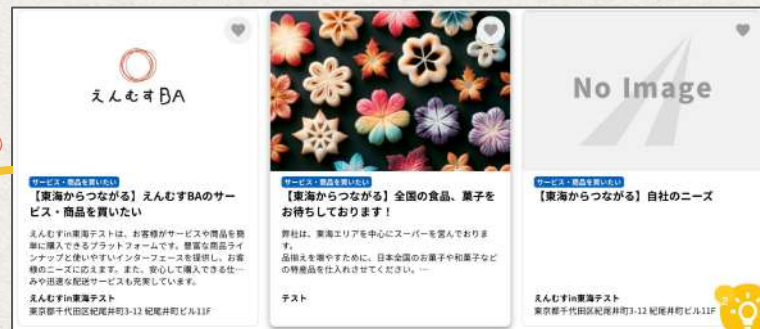 えんむすBA
サービス・商品を買いたい
【東海からつながる】えんむすBAのサー
ビス・商品を買いたい
えんむすin東海テストは、お客様がサービスや商品を簡
単に購入できるプラットフォームです。豊富な商品ライ
ンナップと使いやすいインターフェースを提供し、お客
様のニーズに応えます。また、安心して購入できる仕…
みや迅速な配送サービスも充実しています。
えんむすin東海テスト
東京都千代田区紀尾井町3-12 紀尾井町ビル11F
サービス・商品を買いたい
【東海からつながる】全国の食品、菓子を
お待ちしております！
弊社は、東海エリアを中心にスーパーを営んでおりま
す。
品揃えを増やすために、日本全国のお菓子や和菓子など
の特産品を仕入れさせてください。…
テスト
No Image
サービス・商品を買いたい
【東海からつながる】自社のニーズ
えんむすin東海テスト
東京都千代田区紀尾井町3-12 紀尾井町ビル11F
2